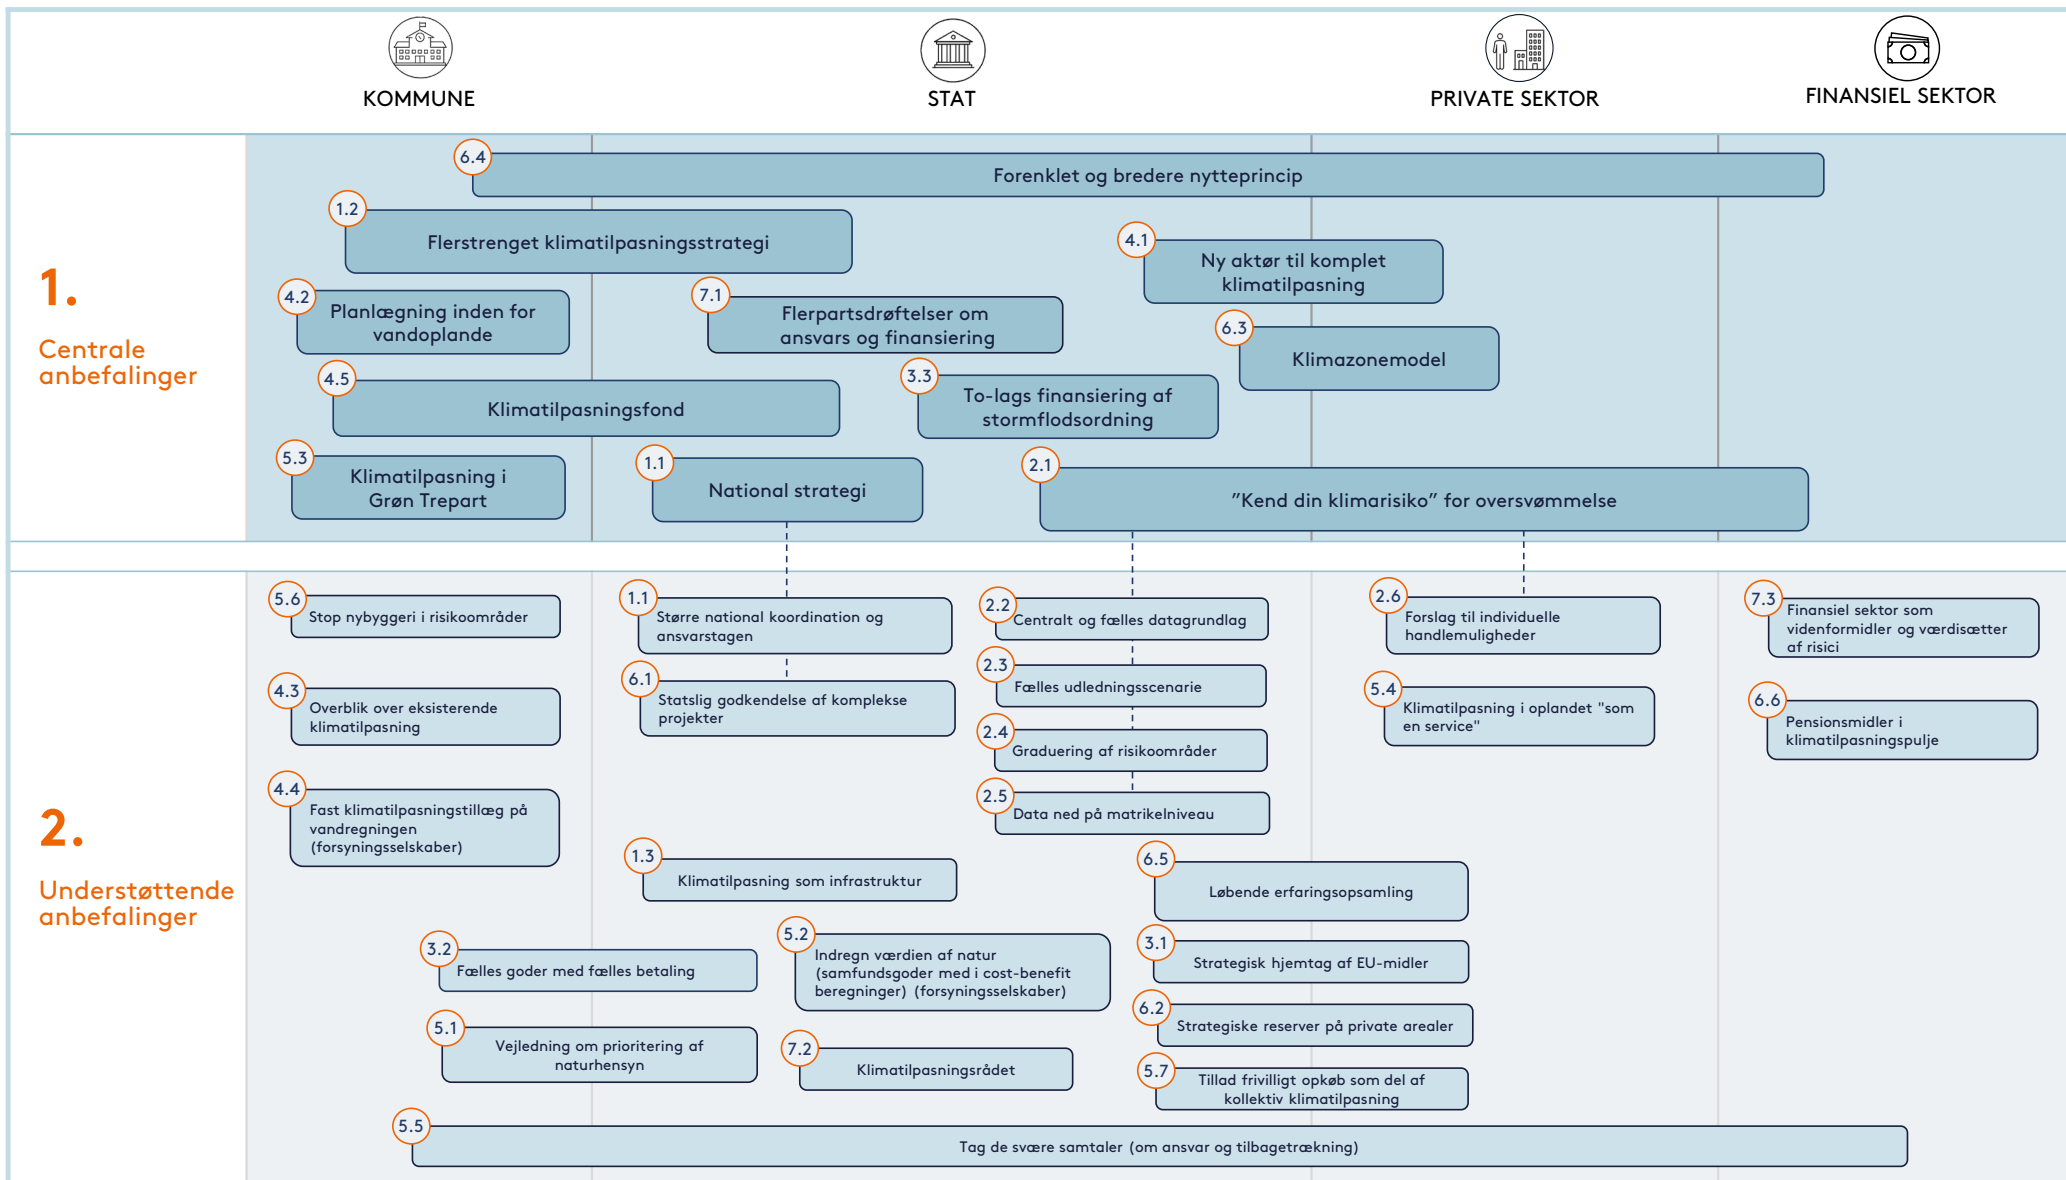 KOMMUNE
STAT
PRIVATE SEKTOR
FINANSIEL SEKTOR
1.
Centrale
anbefalinger
6.4
Forenklet og bredere nytteprincip
1.2
Flerstrenget klimatilpasningsstrategi
4.1
Ny aktør til komplet
klimatilpasning
4.2
Planlægning inden for
vandoplande
7.1
Flerpartsdrøftelser om
ansvars og finansiering
6.3
Klimazonemodel
4.5
Klimatilpasningsfond
3.3
To-lags finansiering af
stormflodsordning
5.3
Klimatilpasning i
Grøn Trepart
1.1
National strategi
2.1
”Kend din klimarisiko” for oversvømmelse
2.
Understøttende
anbefalinger
5.6
Stop nybyggeri i risikoområder
1.1
Større national koordination og
ansvarstagen
2.2
Centralt og fælles datagrundlag
2.6
Forslag til individuelle
handlemuligheder
7.3
Finansiel sektor som
videnformidler og værdisætter
af risici
4.3
Overblik over eksisterende
klimatilpasning
6.1
Statslig godkendelse af komplekse
projekter
2.3
Fælles udledningsscenarie
5.4
Klimatilpasning i oplandet "som
en service"
6.6
Pensionsmidler i
klimatilpasningspulje
2.4
Graduering af risikoområder
4.4
Fast klimatilpasningstillæg på
vandregningen
(forsyningsselskaber)
2.5
Data ned på matrikelniveau
1.3
Klimatilpasning som infrastruktur
6.5
Løbende erfaringsopsamling
3.2
Fælles goder med fælles betaling
5.2
Indregn værdien af natur
(samfundsgoder med i cost-benefit
beregninger) (forsyningsselskaber)
3.1
Strategisk hjemtag af EU-midler
6.2
Strategiske reserver på private arealer
5.1
Vejledning om prioritering af
naturhensyn
7.2
Klimatilpasningsrådet
5.7
Tillad frivilligt opkøb som del af
kollektiv klimatilpasning
5.5
Tag de svære samtaler (om ansvar og tilbagetrækning)